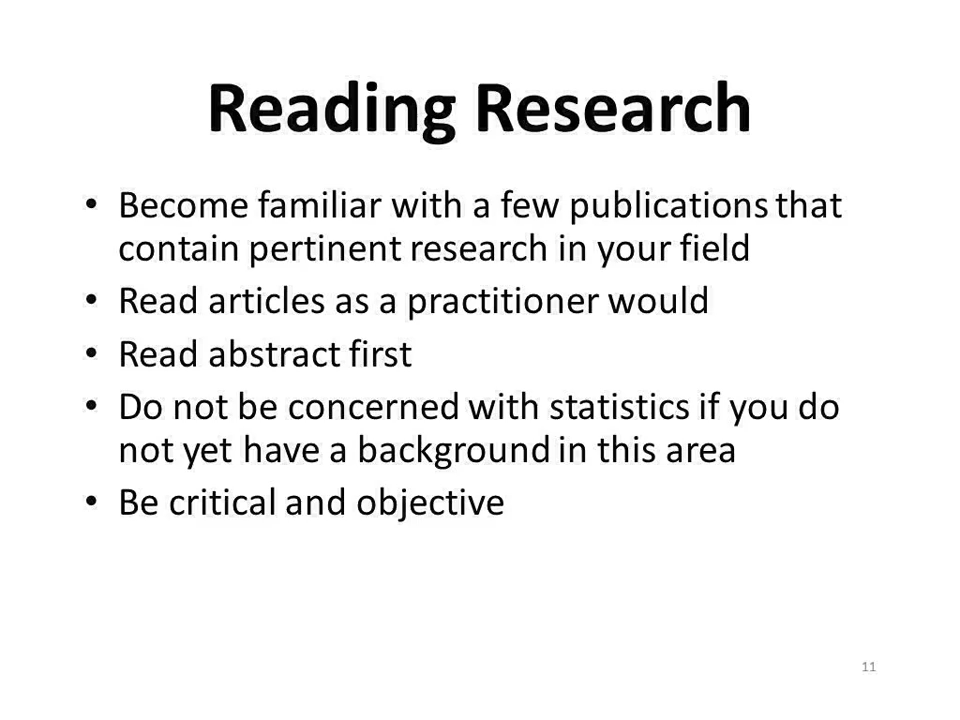 Reading Research
• Become familiar with a few publications that
contain pertinent research in your field
• Read articles as a practitioner would
• Read abstract first
• Do not be concerned with statistics if you do
not yet have a background in this area
• Be critical and objective
11